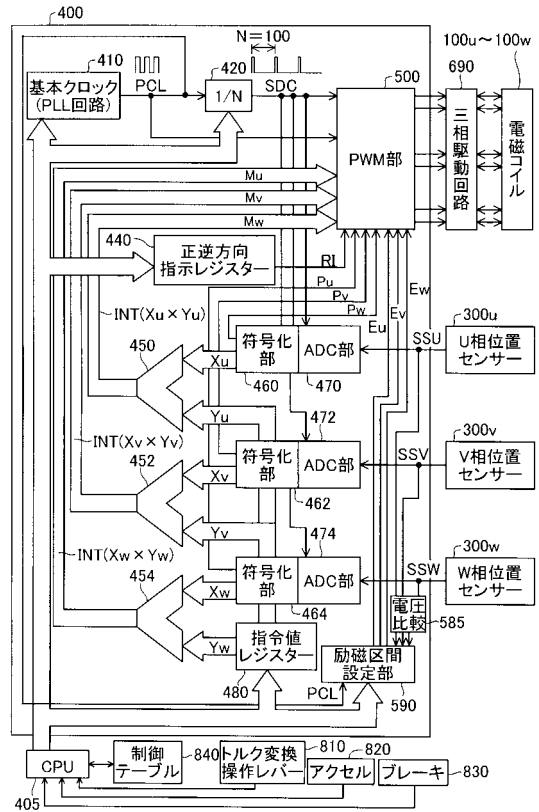 400
N=100
100u～100w
410
PCL
420
SDC
500
690
基本クロック
(PLL回路)
1/N
PWM部
三相駆動回路
電磁コイル
Mu
Mv
Mw
440
正逆方向
指示レジスター
RI
Pu
Pv
Pw
Eu
Ev
Ew
INT(Xu×Yu)
450
Xu
符号化部
ADC部
460
470
SSU
300u
U相位置
センサー
Yu
472
INT(Xv×Yv)
452
Xv
符号化部
ADC部
462
SSV
300v
V相位置
センサー
Yv
474
INT(Xw×Yw)
454
Xw
符号化部
ADC部
464
SSW
300w
W相位置
センサー
電圧
比較
585
Yw
指令値
レジスター
480
PCL
励磁区間
設定部
590
CPU
405
制御
テーブル
840
トルク変換
操作レバー
810
アクセル
820
ブレーキ
830